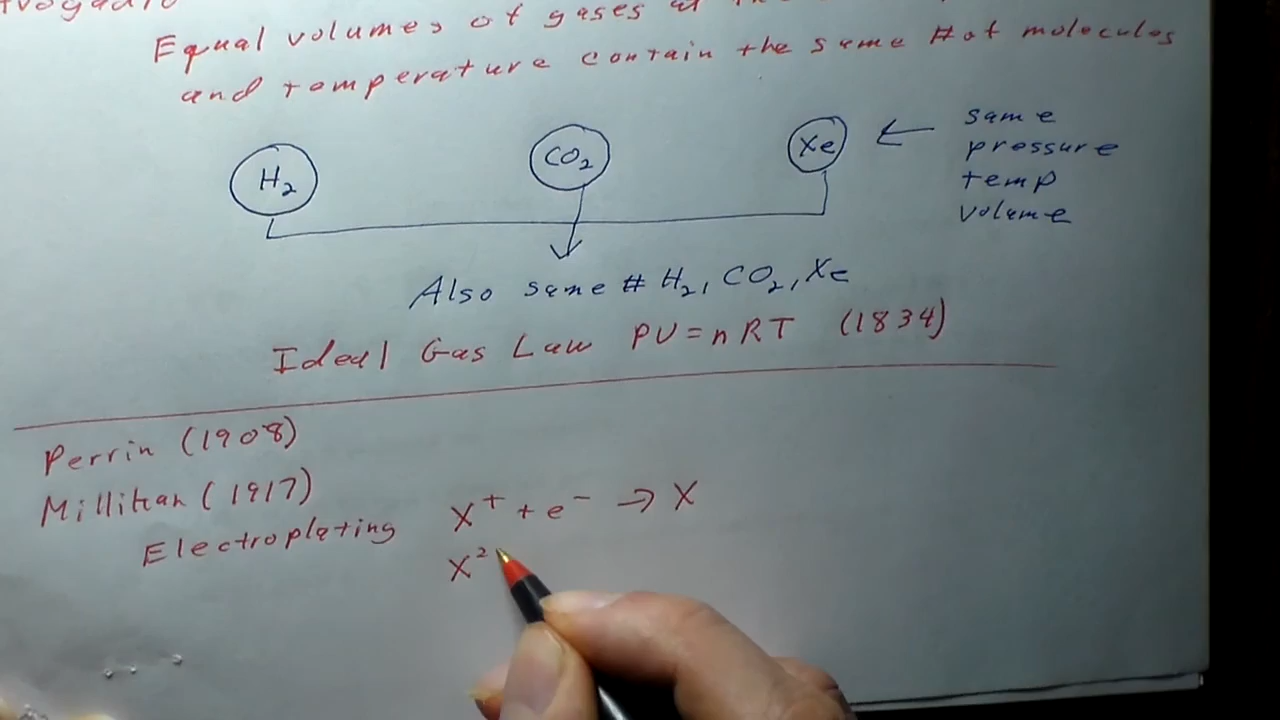 Equal volumes of gases at
and temperature contain the same # of molecules
H₂
CO₂
Xe
←
same
pressure
temp
volume
Also same # H₂, CO₂, Xe
Ideal Gas Law PV=nRT (1834)
Perrin (1908)
Millikan (1917)
Electroplating X⁺ + e⁻ → X
X²